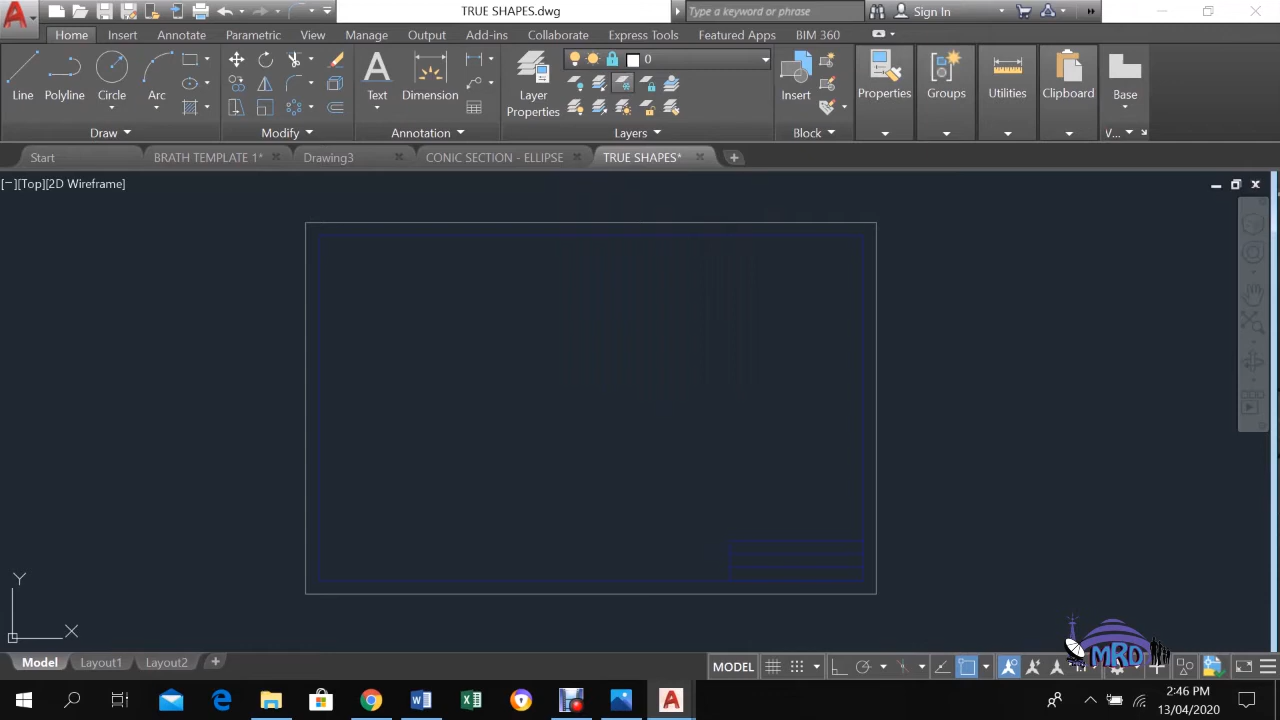 TRUE SHAPES.dwg
Type a keyword or phrase
Sign In
Home Insert Annotate Parametric View Manage Output Add-ins Collaborate Express Tools Featured Apps BIM 360
0
Line Polyline Circle Arc Text Dimension Layer Properties Insert Properties Groups Utilities Clipboard Base
Draw Modify Annotation Layers Block V...
Start BRATH TEMPLATE 1* Drawing3 CONIC SECTION - ELLIPSE TRUE SHAPES*
[−][Top][2D Wireframe]
Y
X
MRD
Model Layout1 Layout2 MODEL
2:46 PM
13/04/2020